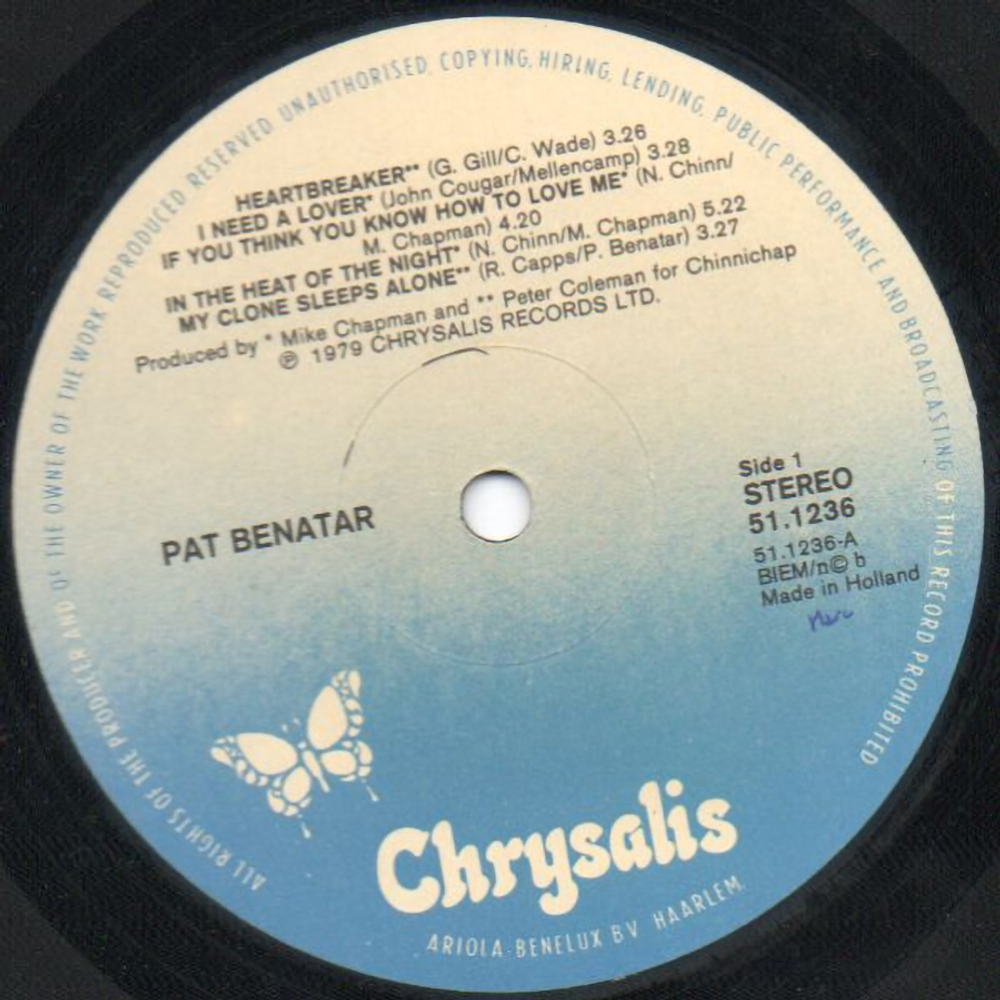 HEARTBREAKER** (G. Gill/C. Wade) 3.26
I NEED A LOVER* (John Cougar/Mellencamp) 3.28
IF YOU THINK YOU KNOW HOW TO LOVE ME* (N. Chinn/
M. Chapman) 4.20
IN THE HEAT OF THE NIGHT* (N. Chinn/M. Chapman) 5.22
MY CLONE SLEEPS ALONE** (R. Capps/P. Benatar) 3.27
Produced by * Mike Chapman and ** Peter Coleman for Chinnichap
℗ 1979 CHRYSALIS RECORDS LTD.
PAT BENATAR
Side 1
STEREO
51.1236
51.1236-A
BIEM/n© b
Made in Holland
Chrysalis
ARIOLA-BENELUX BV HAARLEM.
ALL RIGHTS OF THE PRODUCER AND OF THE OWNER OF THE WORK REPRODUCED RESERVED UNAUTHORISED, COPYING, HIRING, LENDING, PUBLIC PERFORMANCE AND BROADCASTING OF THIS RECORD PROHIBITED